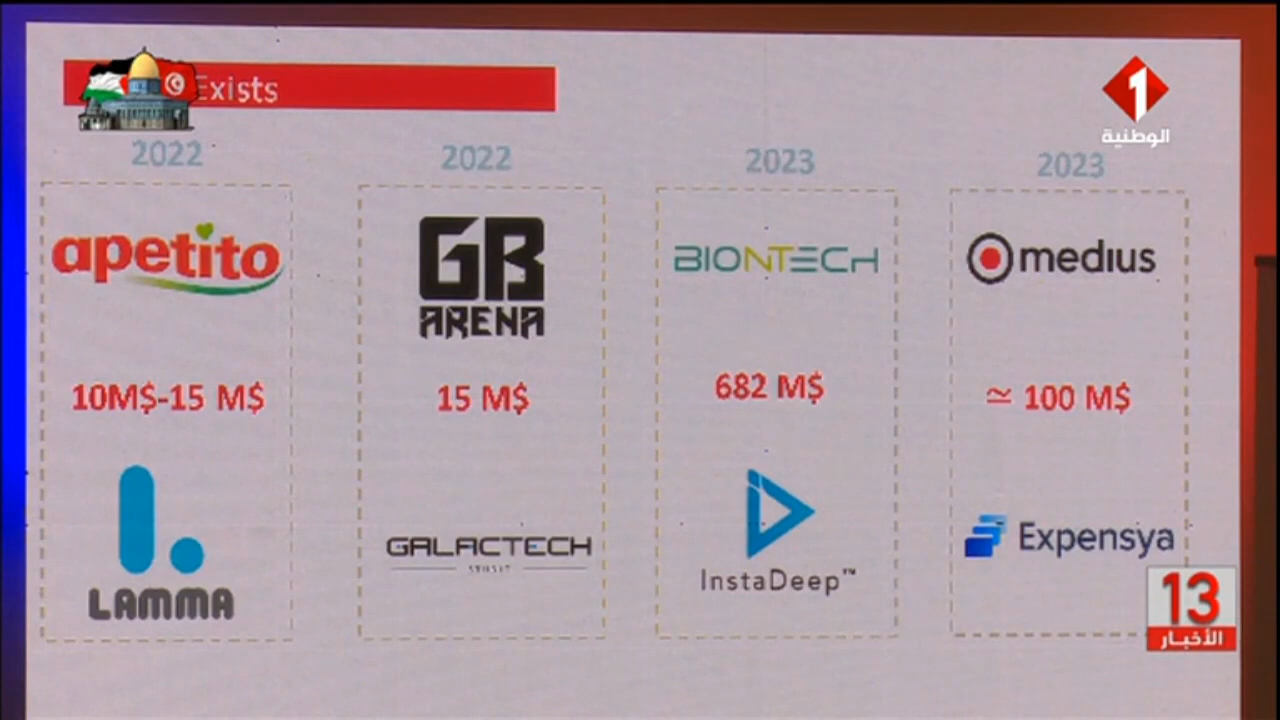 Exists
الوطنية
2022
2022
2023
2023
apetito
GB
ARENA
BIONTECH
medius
10M$-15 M$
15 M$
682 M$
≃ 100 M$
LAMMA
GALACTECH
InstaDeep™
Expensya
13
الأخبار